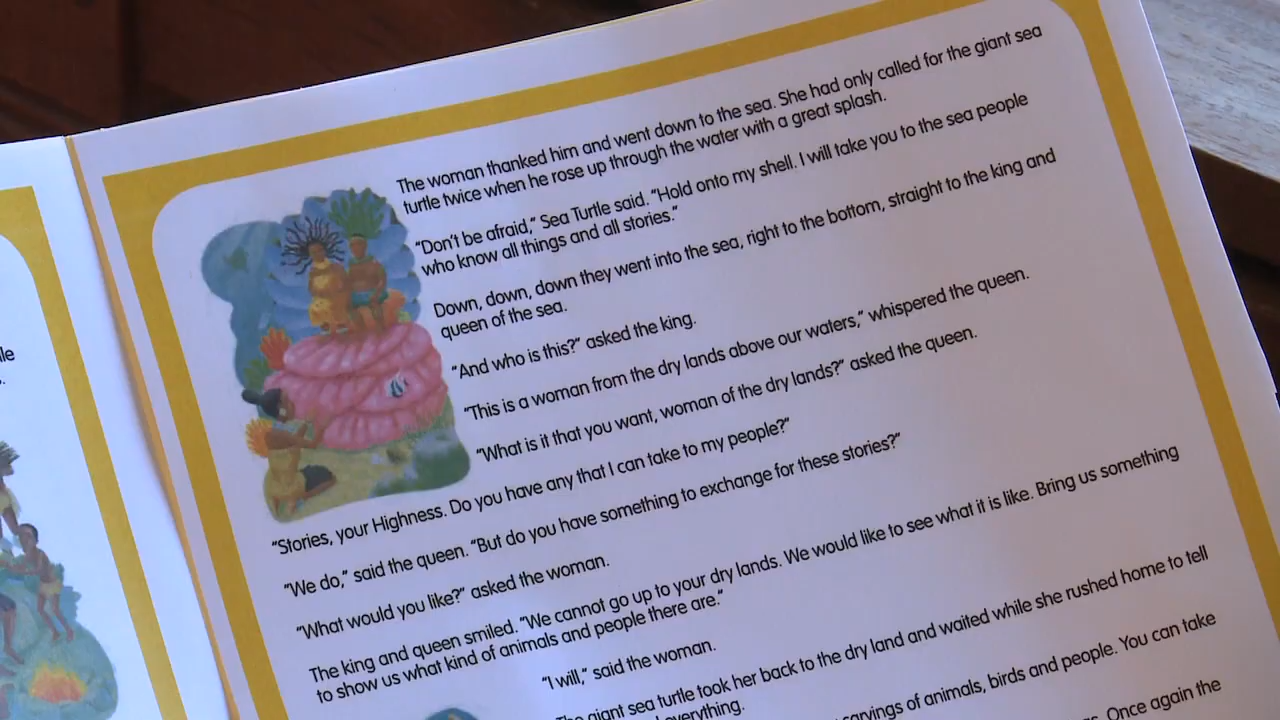 The woman thanked him and went down to the sea. She had only called for the giant sea
turtle twice when he rose up through the water with a great splash.
"Don't be afraid," Sea Turtle said. "Hold onto my shell. I will take you to the sea people
who know all things and all stories."
Down, down, down they went into the sea, right to the bottom, straight to the king and
queen of the sea.
"And who is this?" asked the king.
"This is a woman from the dry lands above our waters," whispered the queen.
"What is it that you want, woman of the dry lands?" asked the queen.
"Stories, your Highness. Do you have any that I can take to my people?"
"We do," said the queen. "But do you have something to exchange for these stories?"
"What would you like?" asked the woman.
The king and queen smiled. "We cannot go up to your dry lands. We would like to see what it is like. Bring us something
to show us what kind of animals and people there are."
"I will," said the woman.
The giant sea turtle took her back to the dry land and waited while she rushed home to tell
everything.
carvings of animals, birds and people. You can take
Once again the